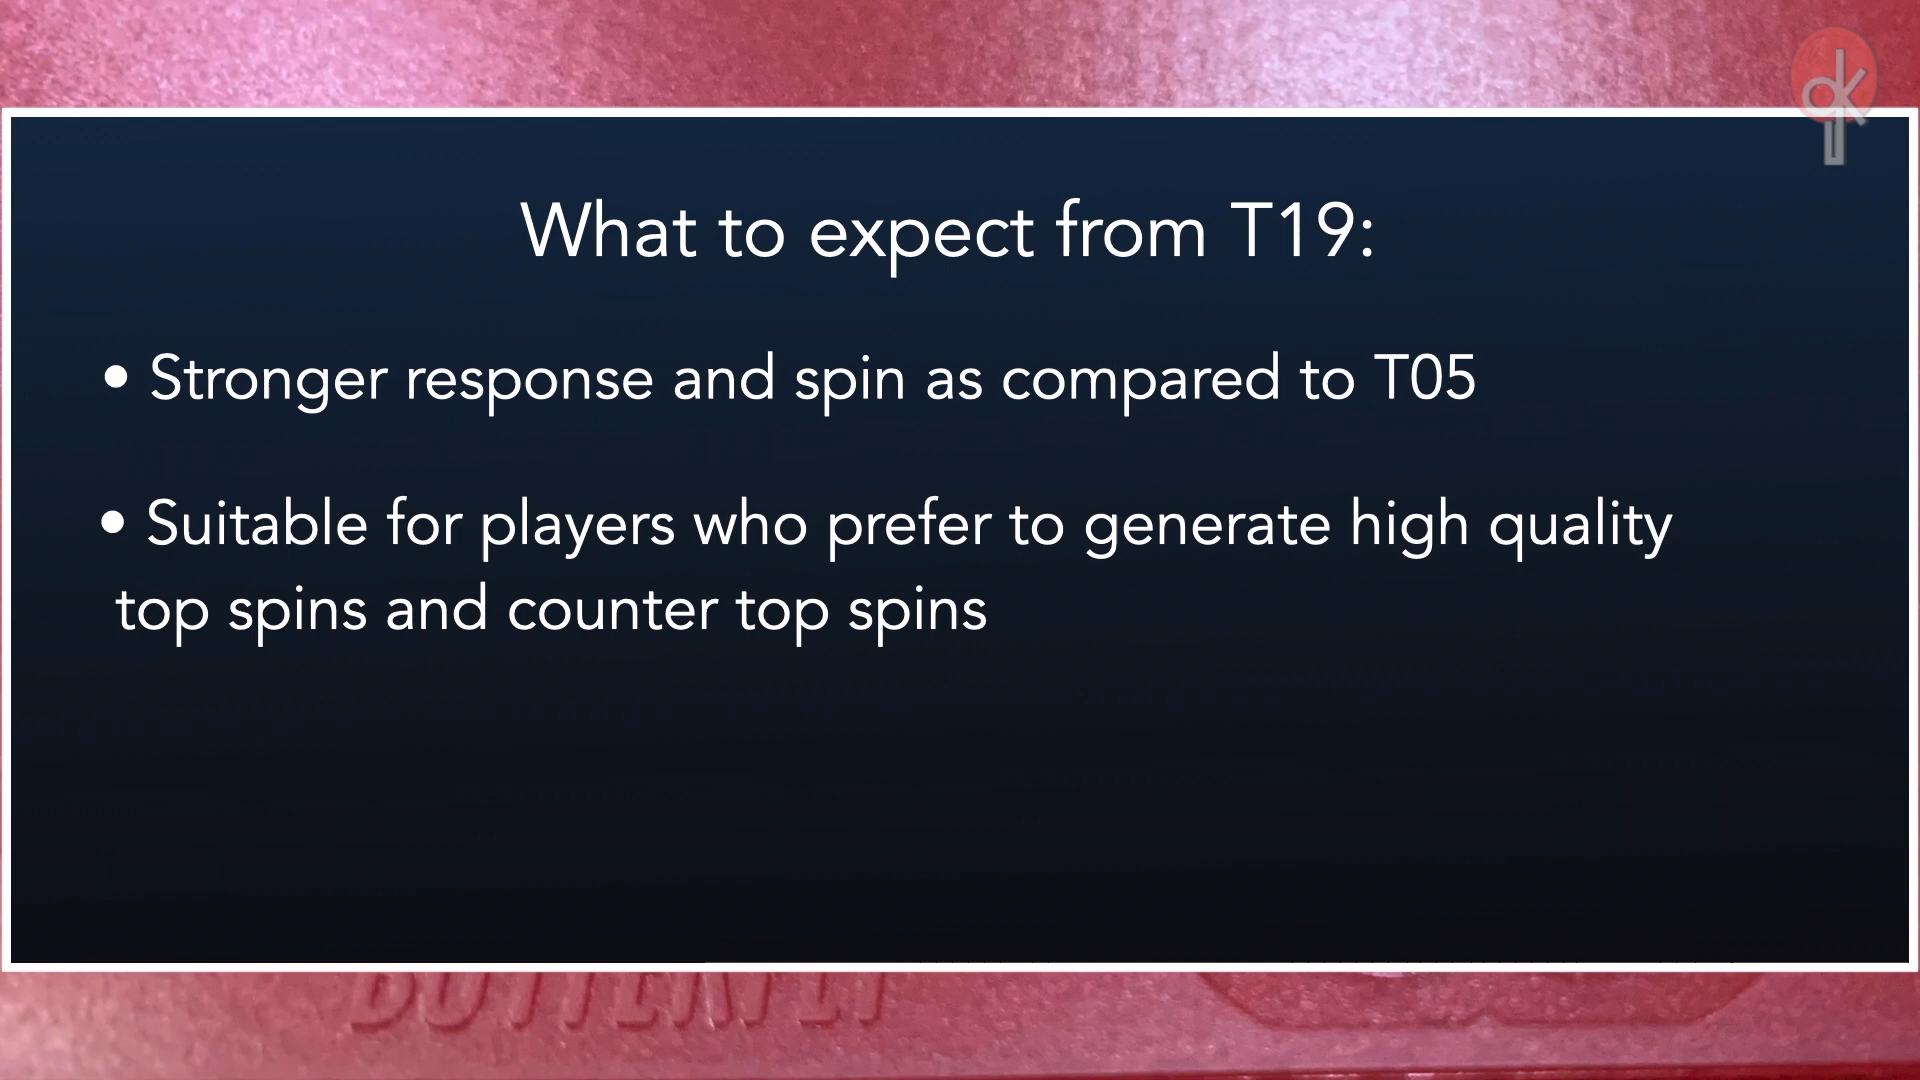 What to expect from T19:
• Stronger response and spin as compared to T05
• Suitable for players who prefer to generate high quality
top spins and counter top spins
BUTTERFLY